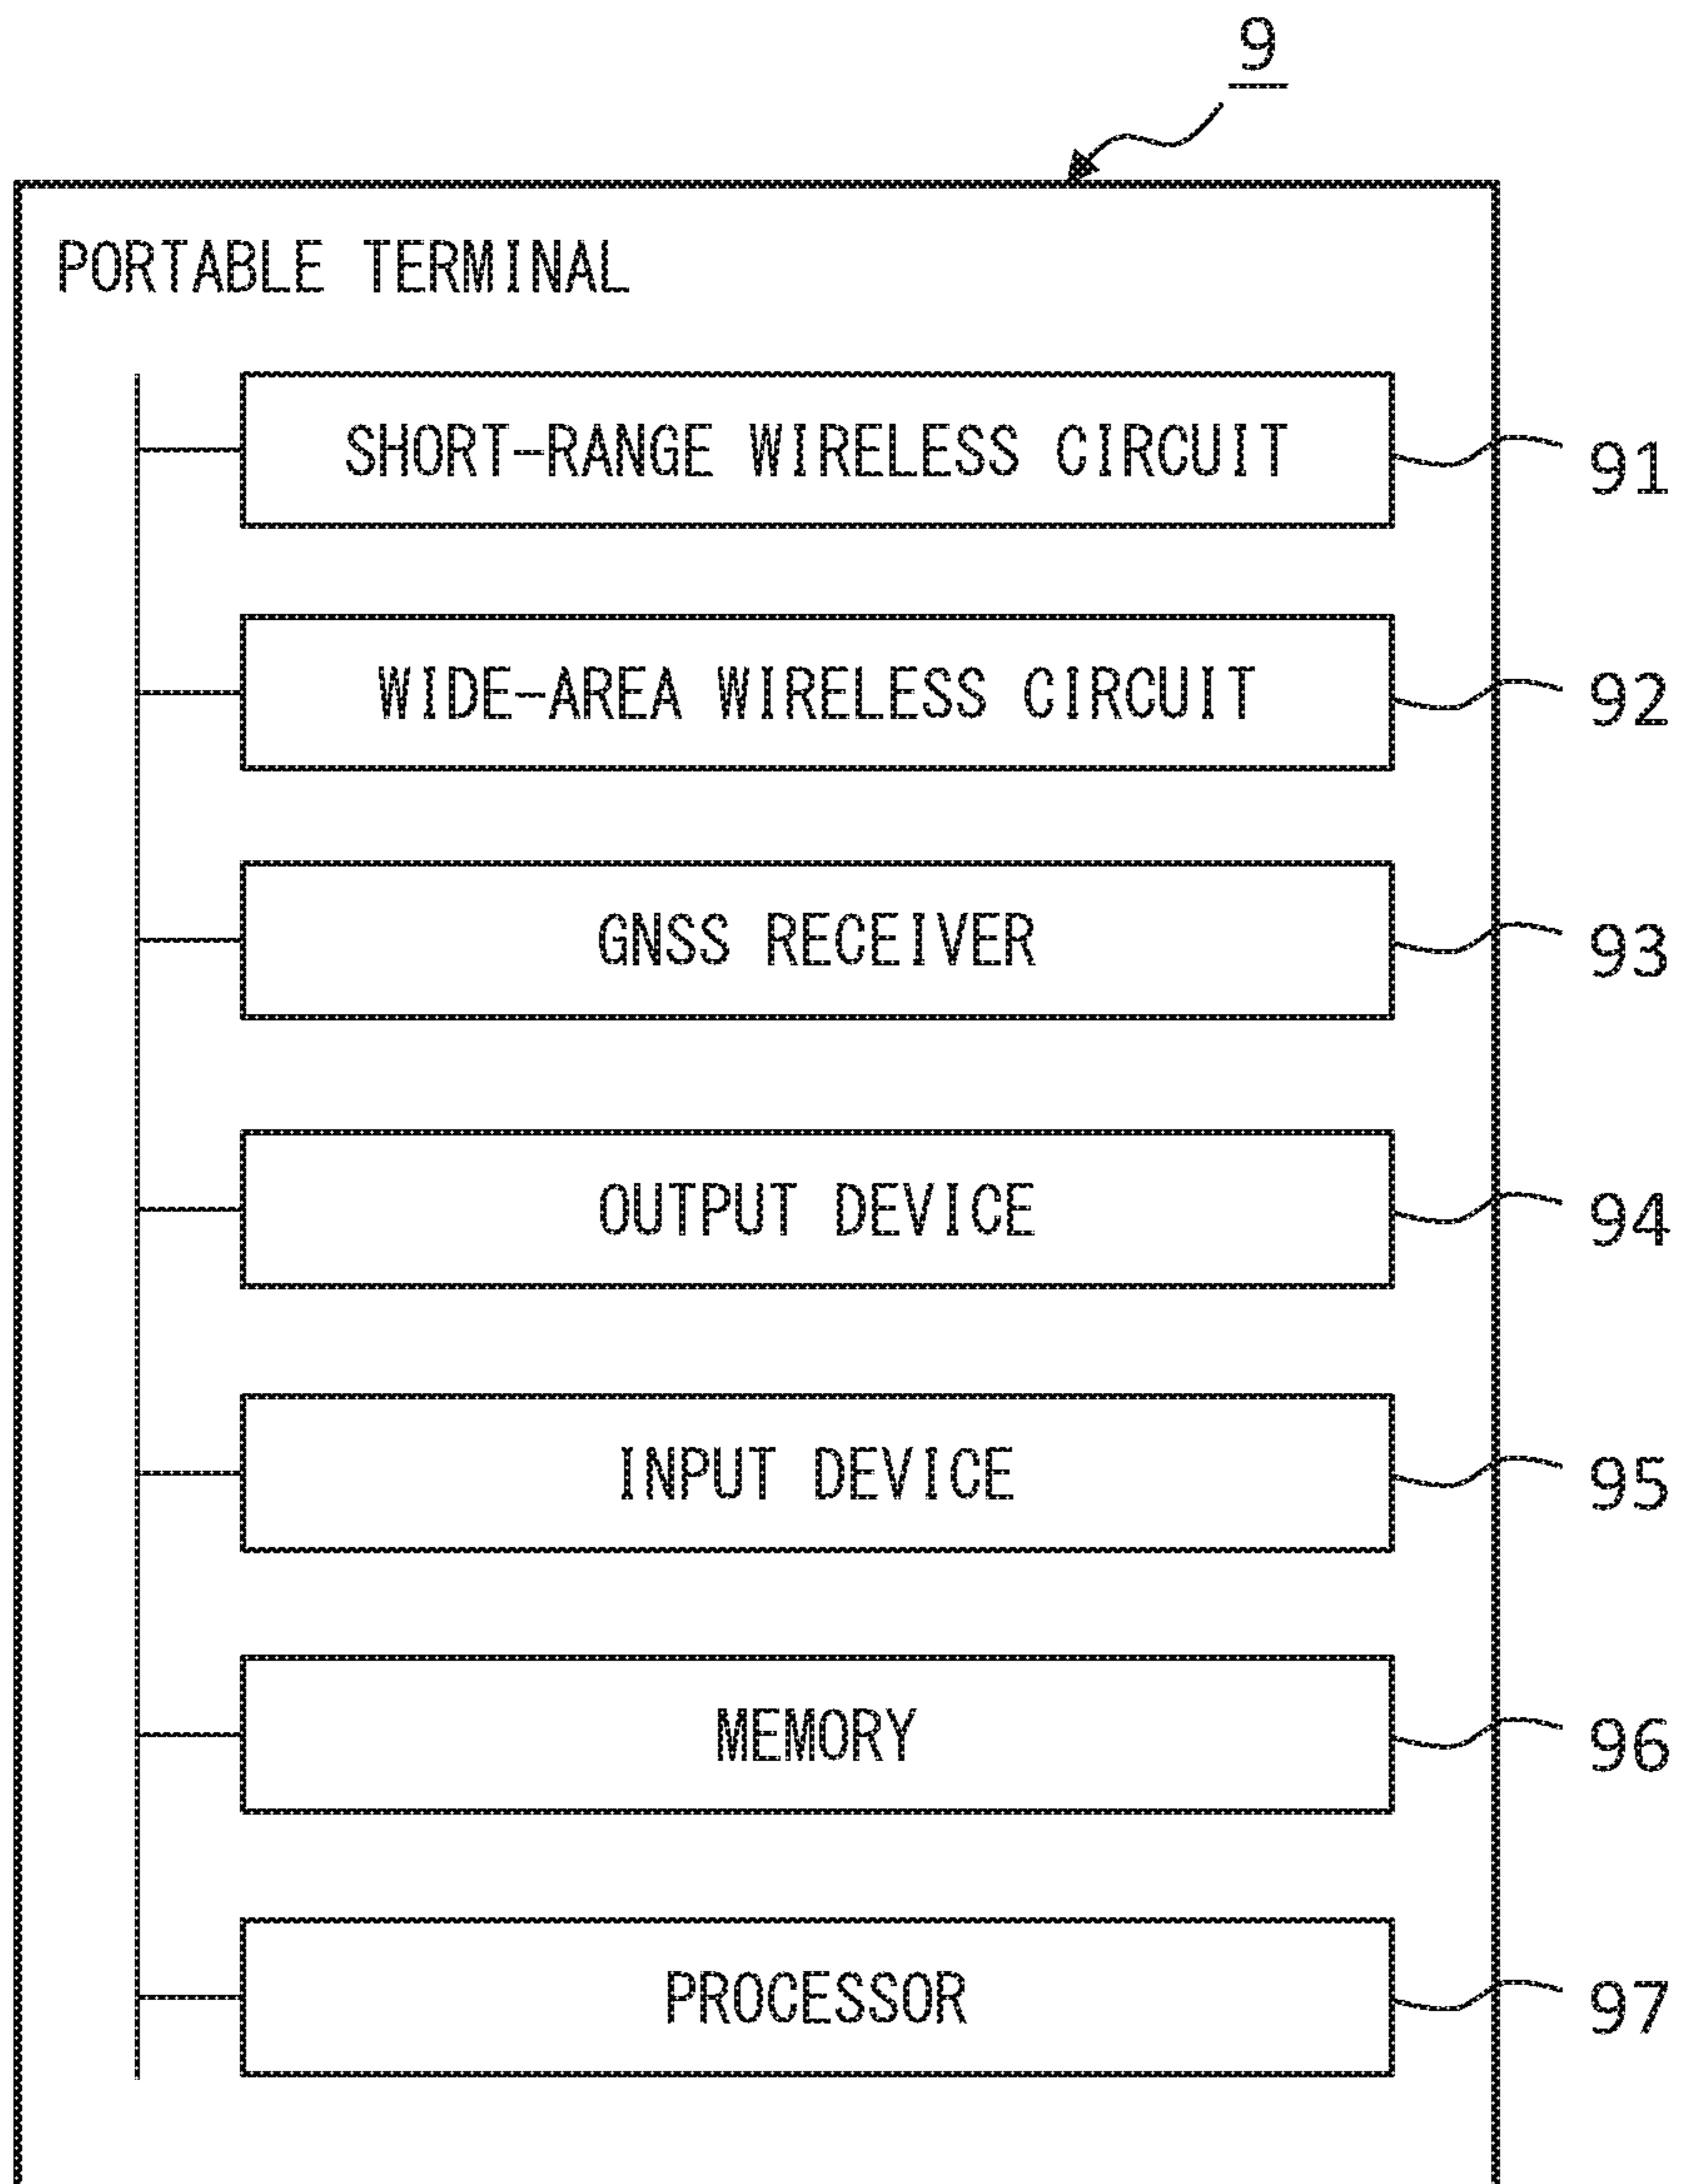 9
PORTABLE TERMINAL
SHORT-RANGE WIRELESS CIRCUIT 91
WIDE-AREA WIRELESS CIRCUIT 92
GNSS RECEIVER 93
OUTPUT DEVICE 94
INPUT DEVICE 95
MEMORY 96
PROCESSOR 97